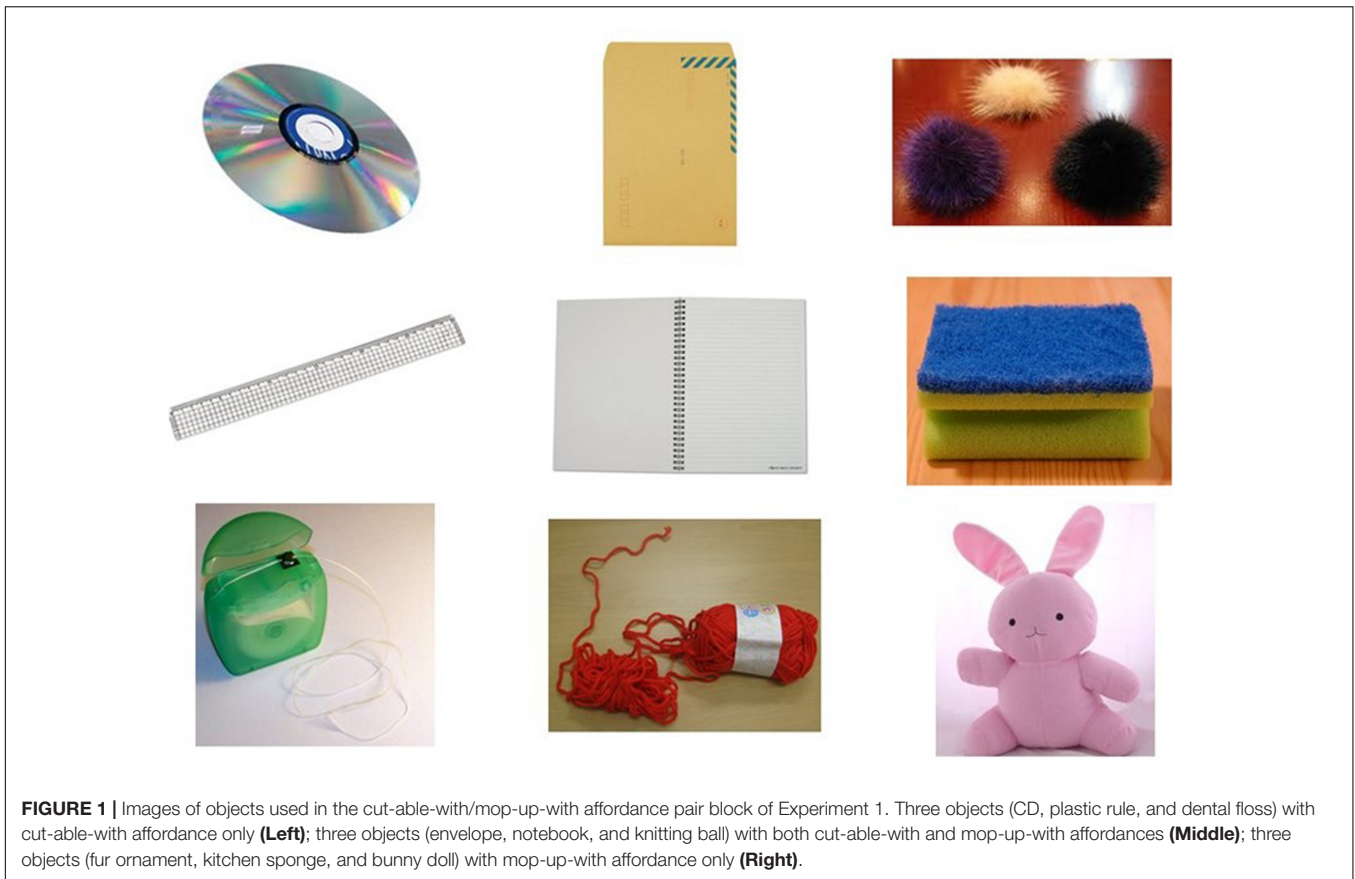 FIGURE 1 | Images of objects used in the cut-able-with/mop-up-with affordance pair block of Experiment 1. Three objects (CD, plastic rule, and dental floss) with
cut-able-with affordance only (Left); three objects (envelope, notebook, and knitting ball) with both cut-able-with and mop-up-with affordances (Middle); three
objects (fur ornament, kitchen sponge, and bunny doll) with mop-up-with affordance only (Right).